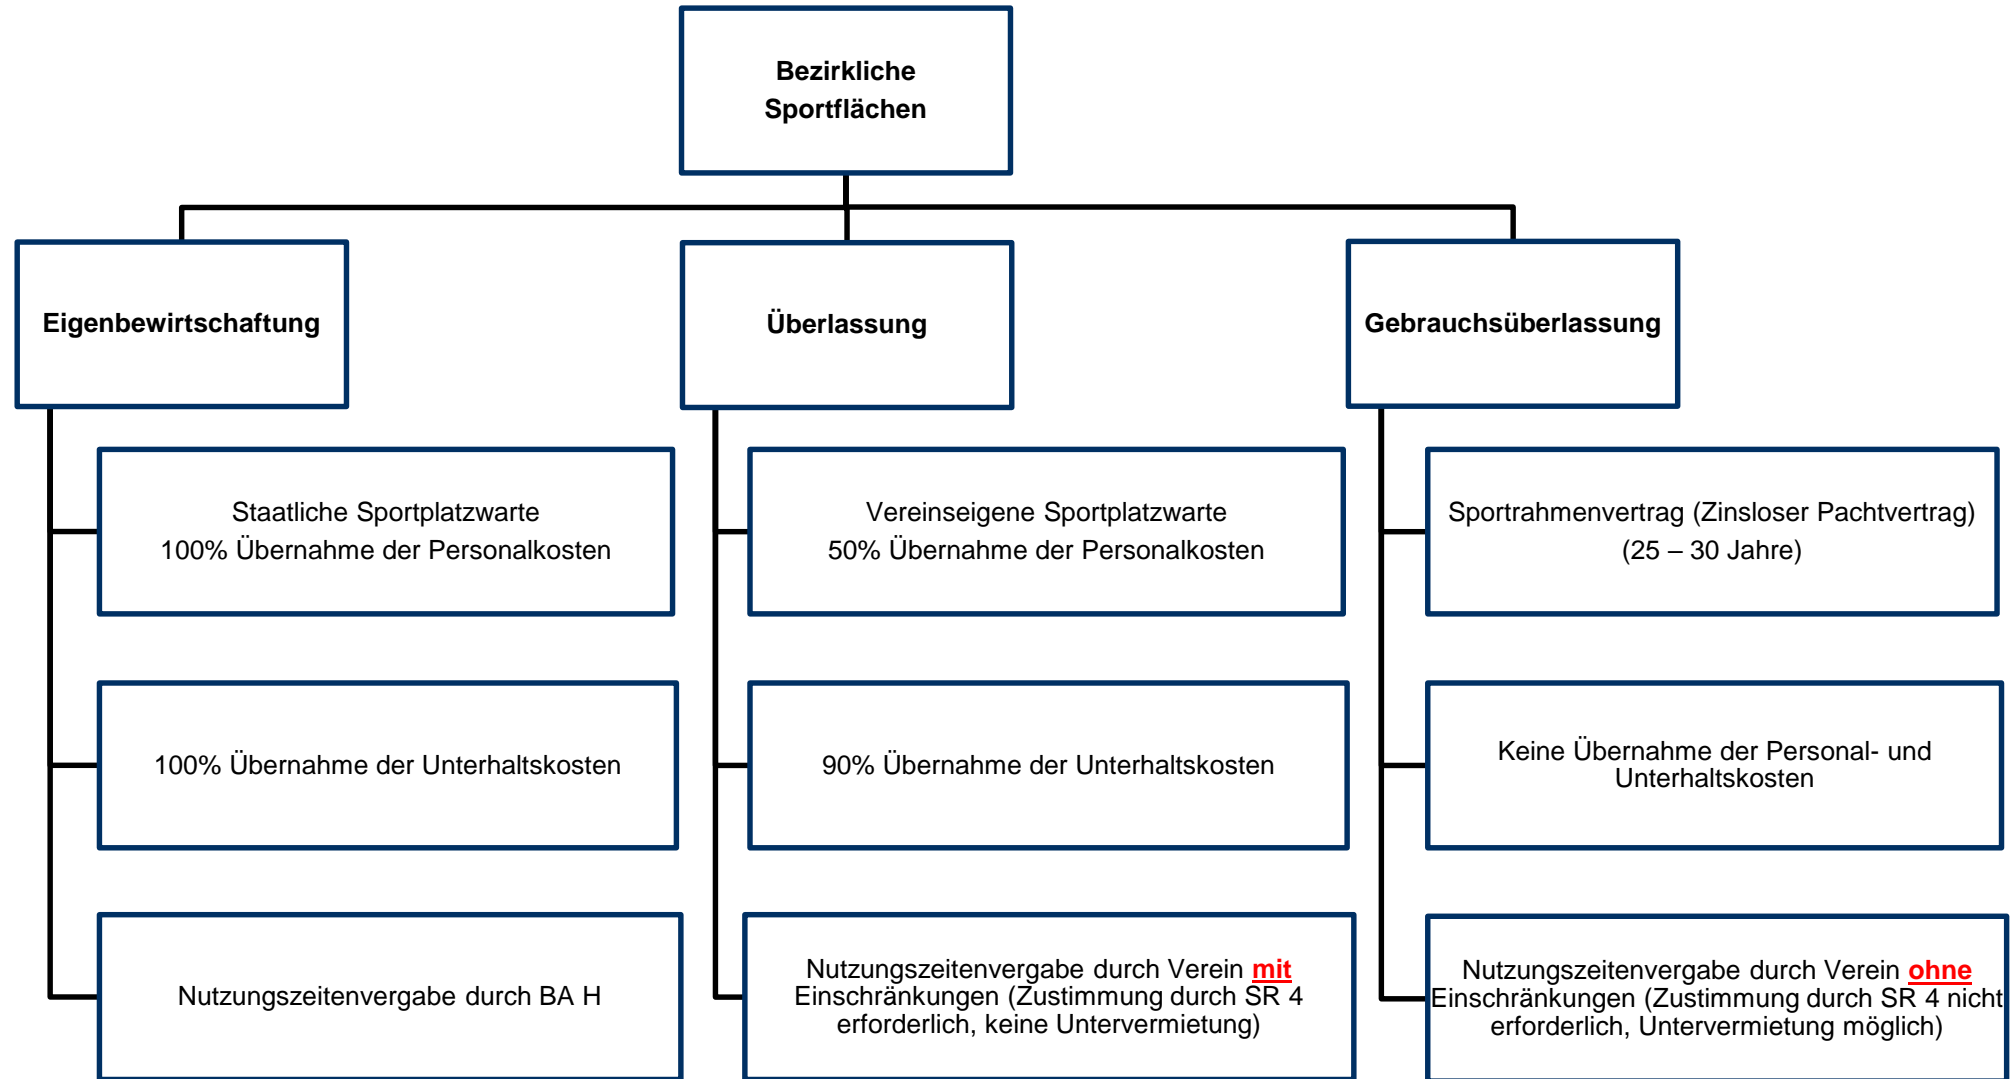 Bezirkliche
Sportflächen
Eigenbewirtschaftung
Überlassung
Gebrauchsüberlassung
Staatliche Sportplatzwarte
100% Übernahme der Personalkosten
Vereinseigene Sportplatzwarte
50% Übernahme der Personalkosten
Sportrahmenvertrag (Zinsloser Pachtvertrag)
(25 – 30 Jahre)
100% Übernahme der Unterhaltskosten
90% Übernahme der Unterhaltskosten
Keine Übernahme der Personal- und
Unterhaltskosten
Nutzungszeitenvergabe durch BA H
Nutzungszeitenvergabe durch Verein mit
Einschränkungen (Zustimmung durch SR 4
erforderlich, keine Untervermietung)
Nutzungszeitenvergabe durch Verein ohne
Einschränkungen (Zustimmung durch SR 4 nicht
erforderlich, Untervermietung möglich)